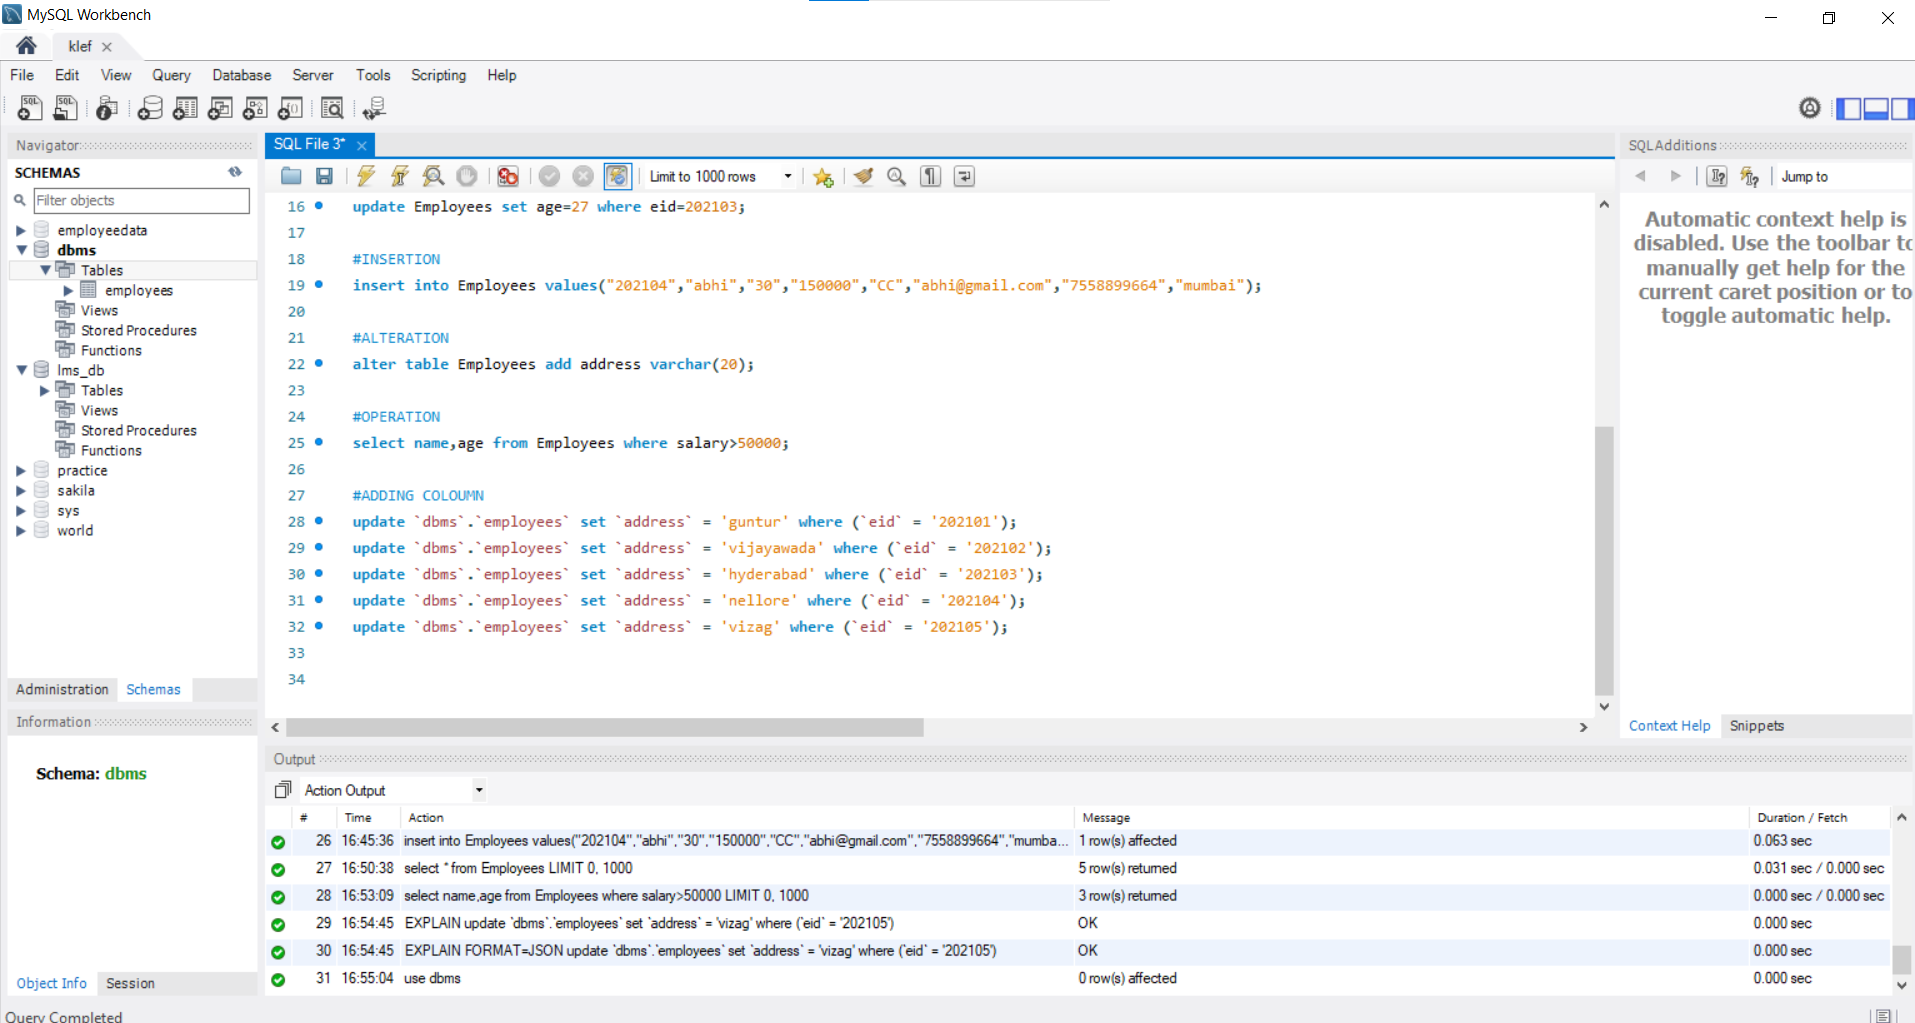 MySQL Workbench
klef
File Edit View Query Database Server Tools Scripting Help
Navigator
SCHEMAS
Filter objects
employeedata
dbms
Tables
employees
Views
Stored Procedures
Functions
lms_db
Tables
Views
Stored Procedures
Functions
practice
sakila
sys
world
Administration Schemas
Information
Schema: dbms
Object Info Session
Query Completed
SQL File 3*
Limit to 1000 rows
16 update Employees set age=27 where eid=202103;
17
18 #INSERTION
19 insert into Employees values("202104","abhi","30","150000","CC","abhi@gmail.com","7558899664","mumbai");
20
21 #ALTERATION
22 alter table Employees add address varchar(20);
23
24 #OPERATION
25 select name,age from Employees where salary>50000;
26
27 #ADDING COLOUMN
28 update `dbms`.`employees` set `address` = 'guntur' where (`eid` = '202101');
29 update `dbms`.`employees` set `address` = 'vijayawada' where (`eid` = '202102');
30 update `dbms`.`employees` set `address` = 'hyderabad' where (`eid` = '202103');
31 update `dbms`.`employees` set `address` = 'nellore' where (`eid` = '202104');
32 update `dbms`.`employees` set `address` = 'vizag' where (`eid` = '202105');
33
34
SQLAdditions
Jump to
Automatic context help is
disabled. Use the toolbar to
manually get help for the
current caret position or to
toggle automatic help.
Context Help Snippets
Output
Action Output
# Time Action Message Duration / Fetch
26 16:45:36 insert into Employees values("202104","abhi","30","150000","CC","abhi@gmail.com","7558899664","mumba... 1 row(s) affected 0.063 sec
27 16:50:38 select * from Employees LIMIT 0, 1000 5 row(s) returned 0.031 sec / 0.000 sec
28 16:53:09 select name,age from Employees where salary>50000 LIMIT 0, 1000 3 row(s) returned 0.000 sec / 0.000 sec
29 16:54:45 EXPLAIN update `dbms`.`employees` set `address` = 'vizag' where (`eid` = '202105') OK 0.000 sec
30 16:54:45 EXPLAIN FORMAT=JSON update `dbms`.`employees` set `address` = 'vizag' where (`eid` = '202105') OK 0.000 sec
31 16:55:04 use dbms 0 row(s) affected 0.000 sec